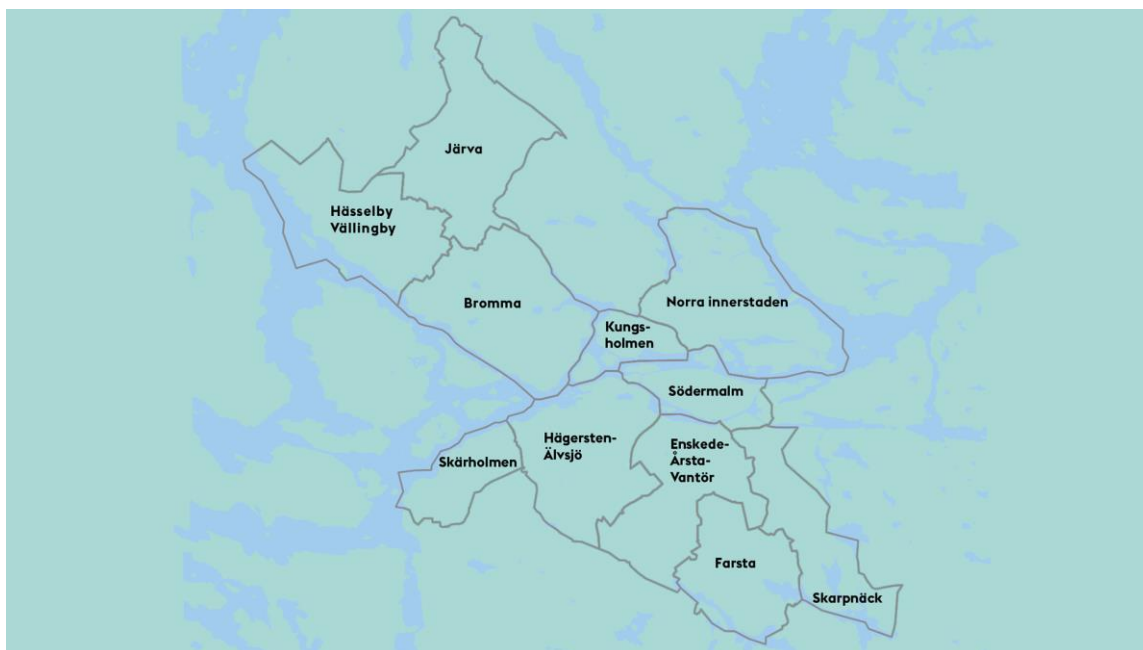 Järva
Hässelby
Vällingby
Bromma
Norra innerstaden
Kungs-
holmen
Södermalm
Hägersten-
Älvsjö
Enskede-
Årsta-
Vantör
Skärholmen
Farsta
Skarpnäck